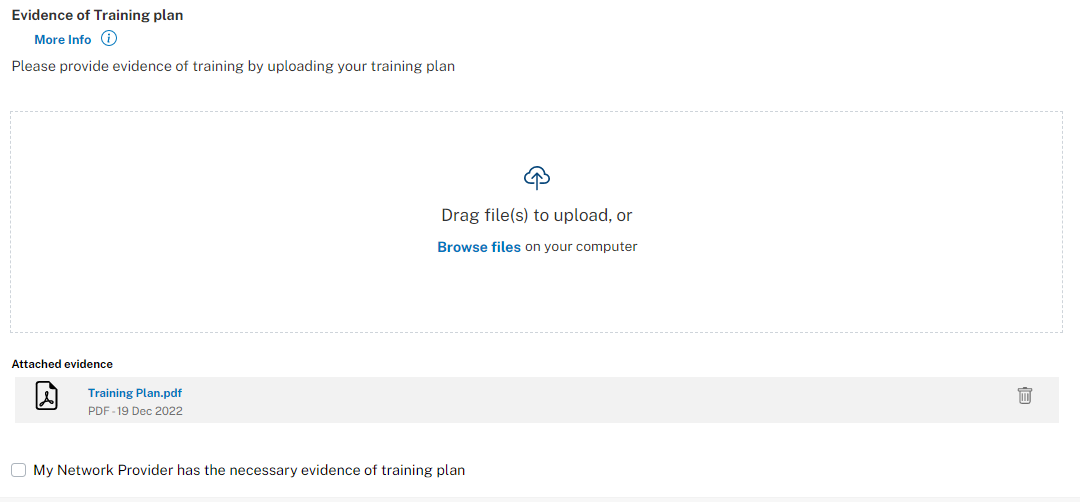 Evidence of Training plan
More Info
Please provide evidence of training by uploading your training plan
Drag file(s) to upload, or
Browse files on your computer
Attached evidence
Training Plan.pdf
PDF - 19 Dec 2022
My Network Provider has the necessary evidence of training plan